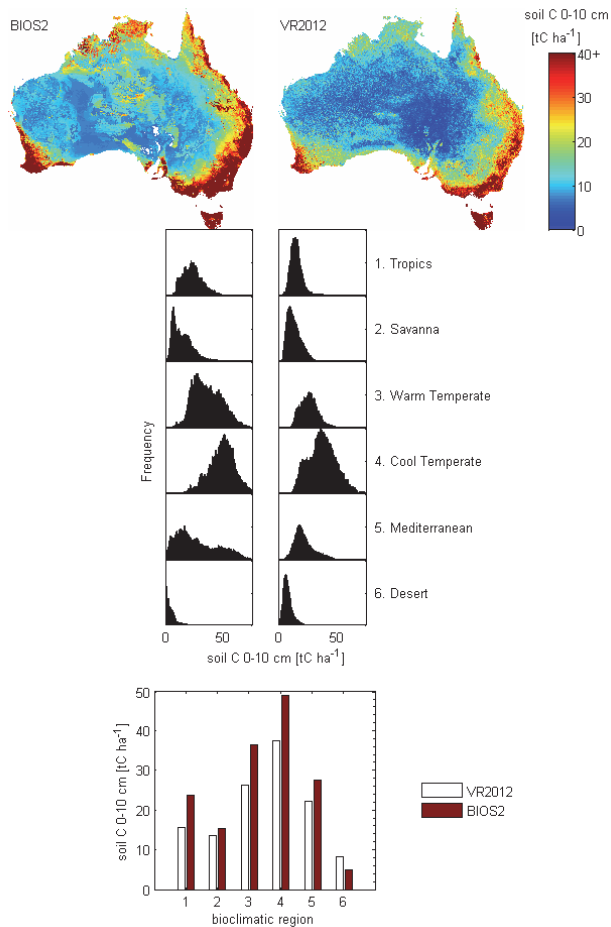 BIOS2
VR2012
soil C 0-10 cm
[tC ha-1]
40+
30
20
10
0
1. Tropics
2. Savanna
3. Warm Temperate
4. Cool Temperate
5. Mediterranean
6. Desert
Frequency
0 50 0 50
soil C 0-10 cm [tC ha-1]
soil C 0-10 cm [tC ha-1]
50
40
30
20
10
0
1 2 3 4 5 6
bioclimatic region
VR2012
BIOS2